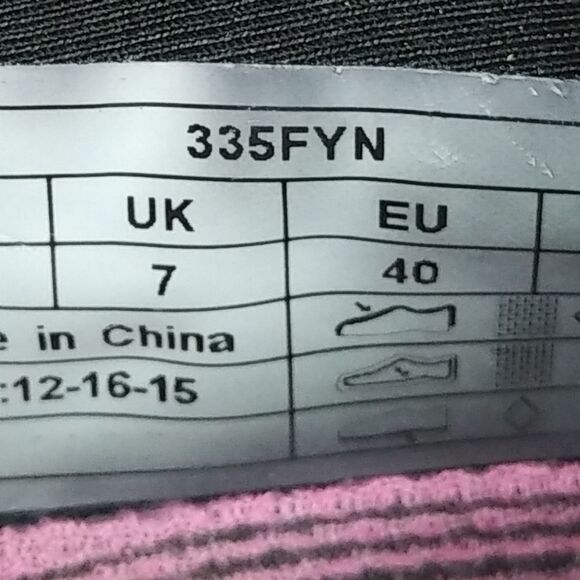 335FYN
UK EU
7 40
in China
:12-16-15